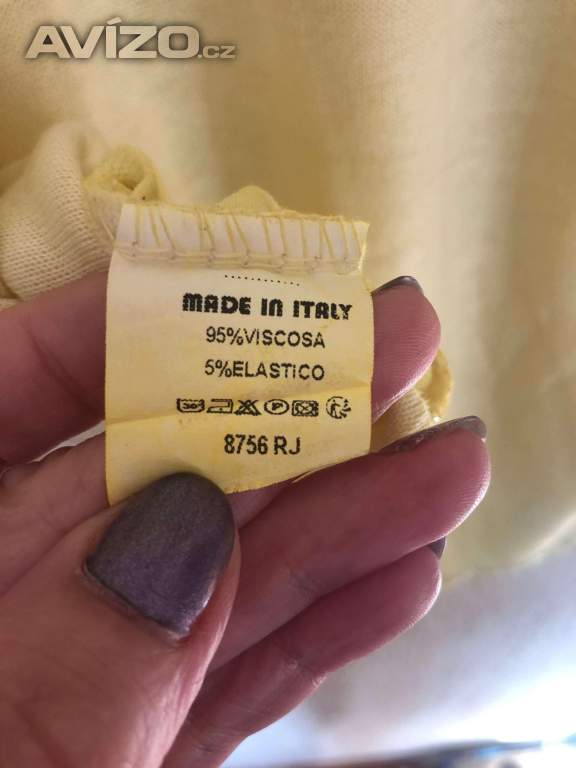 AVÍZO.cz
MADE IN ITALY
95%VISCOSA
5%ELASTICO
8756 RJ